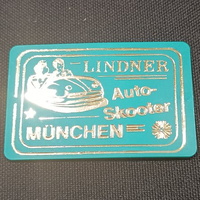 LINDNER
Auto-
Skooter
MÜNCHEN